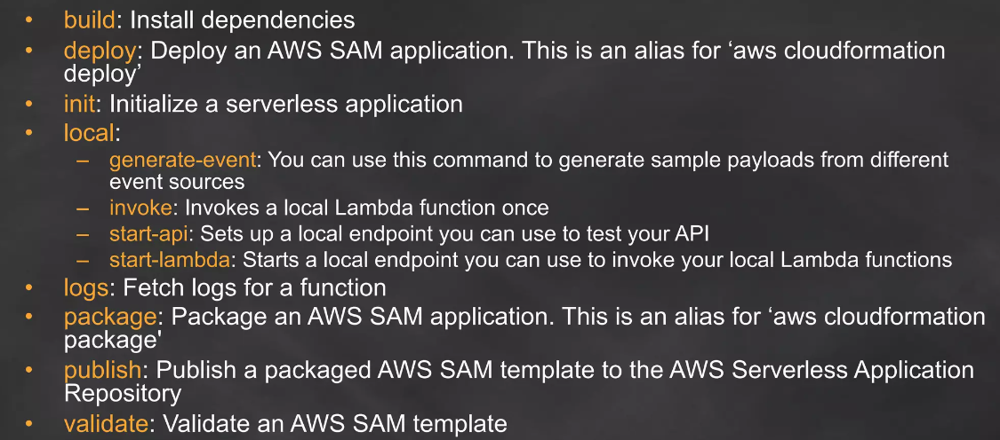 • build: Install dependencies
• deploy: Deploy an AWS SAM application. This is an alias for ‘aws cloudformation
deploy’
• init: Initialize a serverless application
• local:
– generate-event: You can use this command to generate sample payloads from different
event sources
– invoke: Invokes a local Lambda function once
– start-api: Sets up a local endpoint you can use to test your API
– start-lambda: Starts a local endpoint you can use to invoke your local Lambda functions
• logs: Fetch logs for a function
• package: Package an AWS SAM application. This is an alias for ‘aws cloudformation
package'
• publish: Publish a packaged AWS SAM template to the AWS Serverless Application
Repository
• validate: Validate an AWS SAM template